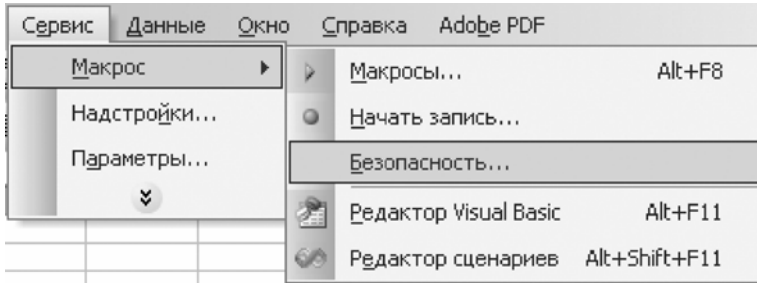 Сервис Данные Окно Справка Adobe PDF
Макрос
Надстройки...
Параметры...
Макросы... Alt+F8
Начать запись...
Безопасность...
Редактор Visual Basic Alt+F11
Редактор сценариев Alt+Shift+F11